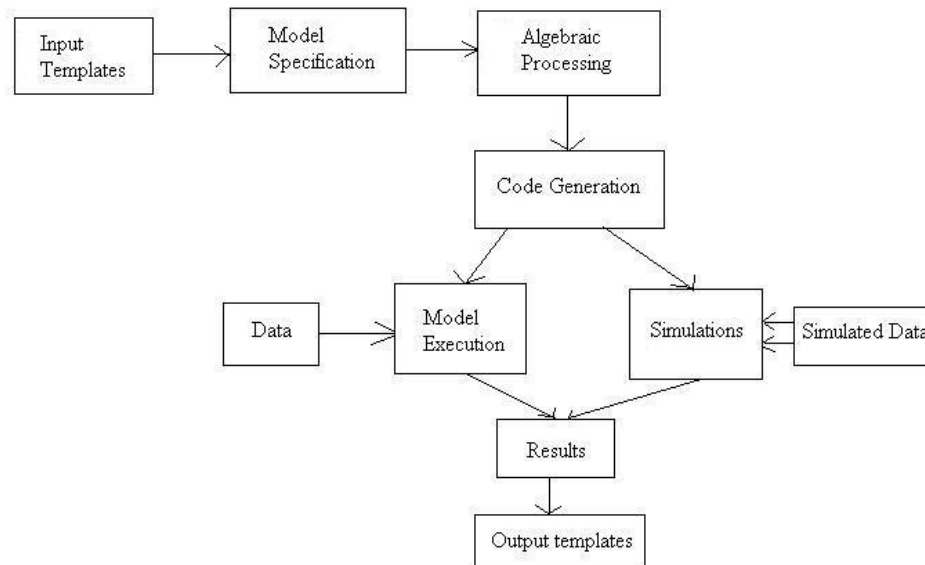 Input
Templates
Model
Specification
Algebraic
Processing
Code Generation
Data
Model
Execution
Simulations
Simulated Data
Results
Output templates